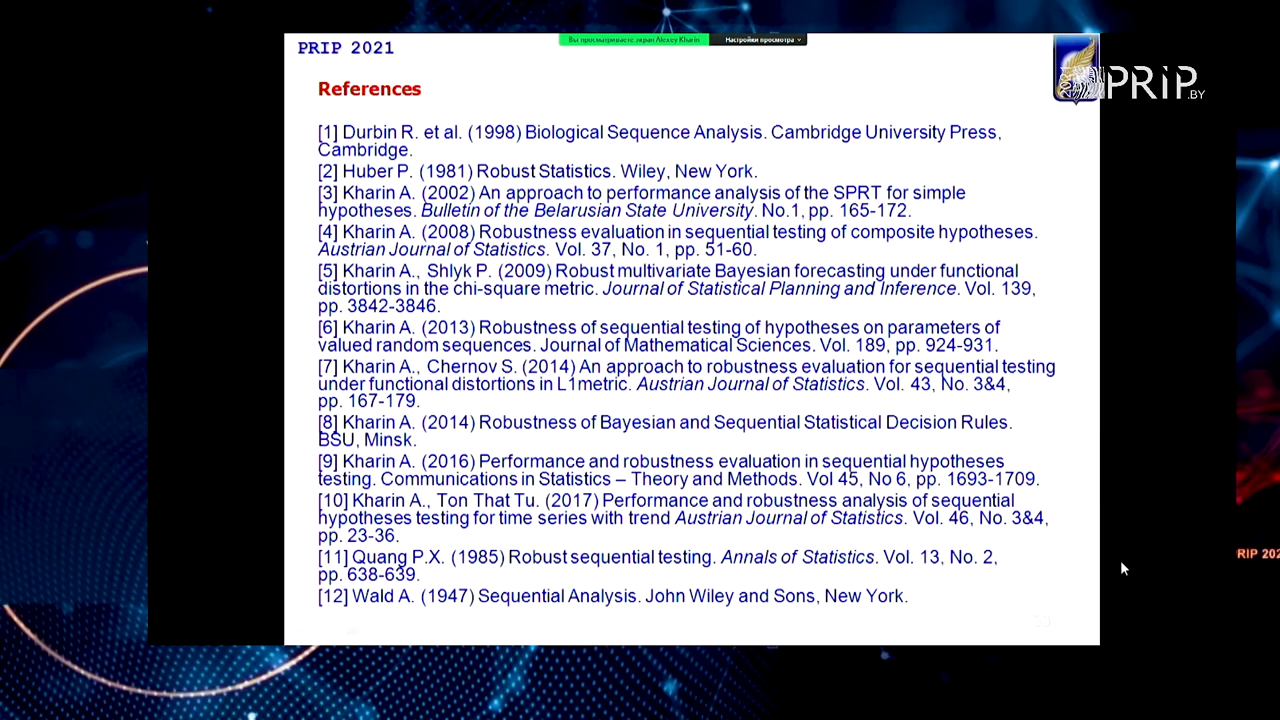 PRIP 2021
Вы просматриваете экран Alexey Kharin
Настройки просмотра
PRIP
.BY
References
[1] Durbin R. et al. (1998) Biological Sequence Analysis. Cambridge University Press,
Cambridge.
[2] Huber P. (1981) Robust Statistics. Wiley, New York.
[3] Kharin A. (2002) An approach to performance analysis of the SPRT for simple
hypotheses. Bulletin of the Belarusian State University. No.1, pp. 165-172.
[4] Kharin A. (2008) Robustness evaluation in sequential testing of composite hypotheses.
Austrian Journal of Statistics. Vol. 37, No. 1, pp. 51-60.
[5] Kharin A., Shlyk P. (2009) Robust multivariate Bayesian forecasting under functional
distortions in the chi-square metric. Journal of Statistical Planning and Inference. Vol. 139,
pp. 3842-3846.
[6] Kharin A. (2013) Robustness of sequential testing of hypotheses on parameters of
valued random sequences. Journal of Mathematical Sciences. Vol. 189, pp. 924-931.
[7] Kharin A., Chernov S. (2014) An approach to robustness evaluation for sequential testing
under functional distortions in L1metric. Austrian Journal of Statistics. Vol. 43, No. 3&4,
pp. 167-179.
[8] Kharin A. (2014) Robustness of Bayesian and Sequential Statistical Decision Rules.
BSU, Minsk.
[9] Kharin A. (2016) Performance and robustness evaluation in sequential hypotheses
testing. Communications in Statistics – Theory and Methods. Vol 45, No 6, pp. 1693-1709.
[10] Kharin A., Ton That Tu. (2017) Performance and robustness analysis of sequential
hypotheses testing for time series with trend Austrian Journal of Statistics. Vol. 46, No. 3&4,
pp. 23-36.
[11] Quang P.X. (1985) Robust sequential testing. Annals of Statistics. Vol. 13, No. 2,
pp. 638-639.
[12] Wald A. (1947) Sequential Analysis. John Wiley and Sons, New York.